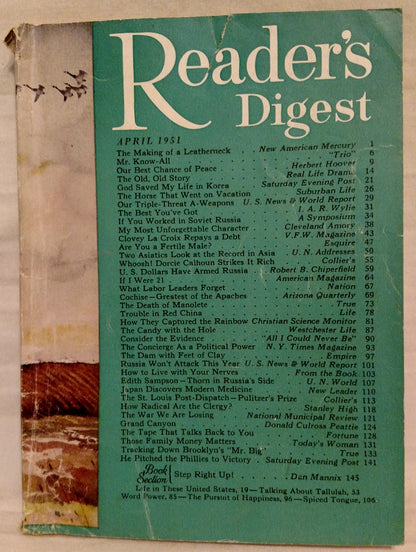 Reader's
Digest
APRIL 1951
The Making of a Leatherneck . . New American Mercury 1
Mr. Know-All . . . . . . . . "Trio" 6
Our Best Chance of Peace . . . Herbert Hoover 9
The Old, Old Story . . . . Real Life Drama 14
God Saved My Life in Korea . . Saturday Evening Post 21
The Horse That Went on Vacation . . Suburban Life 26
Our Triple-Threat A-Weapons . U. S. News & World Report 29
The Best You've Got . . . . I. A. R. Wylie 31
If You Worked in Soviet Russia . . . A Symposium 34
My Most Unforgettable Character . . Cleveland Amory 38
Clovey La Croix Repays a Debt . . V.F.W. Magazine 43
Are You a Fertile Male? . . . . . Esquire 47
Two Asiatics Look at the Record in Asia . U. N. Addresses 50
Whoosh! Dorcie Calhoun Strikes It Rich . . Collier's 55
U. S. Dollars Have Armed Russia . . Robert B. Chiperfield 59
If I Were 21 . . . . . . American Magazine 64
What Labor Leaders Forget . . . . Nation 67
Cochise—Greatest of the Apaches . . Arizona Quarterly 69
The Death of Manolete . . . . . . True 73
Trouble in Red China . . . . . . Life 78
How They Captured the Rainbow Christian Science Monitor 81
The Candy with the Hole . . . . Westchester Life 87
Consider the Evidence . . . "All I Could Never Be" 90
The Concierge As a Political Power . N. Y. Times Magazine 93
The Dam with Feet of Clay . . . . Empire 97
Russia Won't Attack This Year U. S. News & World Report 101
How to Live with Your Nerves . . . From the Book 103
Edith Sampson—Thorn in Russia's Side . . U. N. World 107
Japan Discovers Modern Medicine . . . New Leader 110
The St. Louis Post-Dispatch—Pulitzer's Prize . Collier's 113
How Radical Are the Clergy? . . . Stanley High 118
The War We Are Losing . . National Municipal Review 121
Grand Canyon . . . . . Donald Culross Peattie 124
The Tape That Talks Back to You . . . Fortune 128
Those Family Money Matters . . . Today's Woman 131
Tracking Down Brooklyn's "Mr. Big" . . . True 133
He Pitched the Phillies to Victory . Saturday Evening Post 141
Book
Section
Step Right Up! . . . . . Dan Mannix 145
Life in These United States, 19—Talking About Tallulah, 53
Word Power, 85—The Pursuit of Happiness, 96—Spiced Tongue, 106